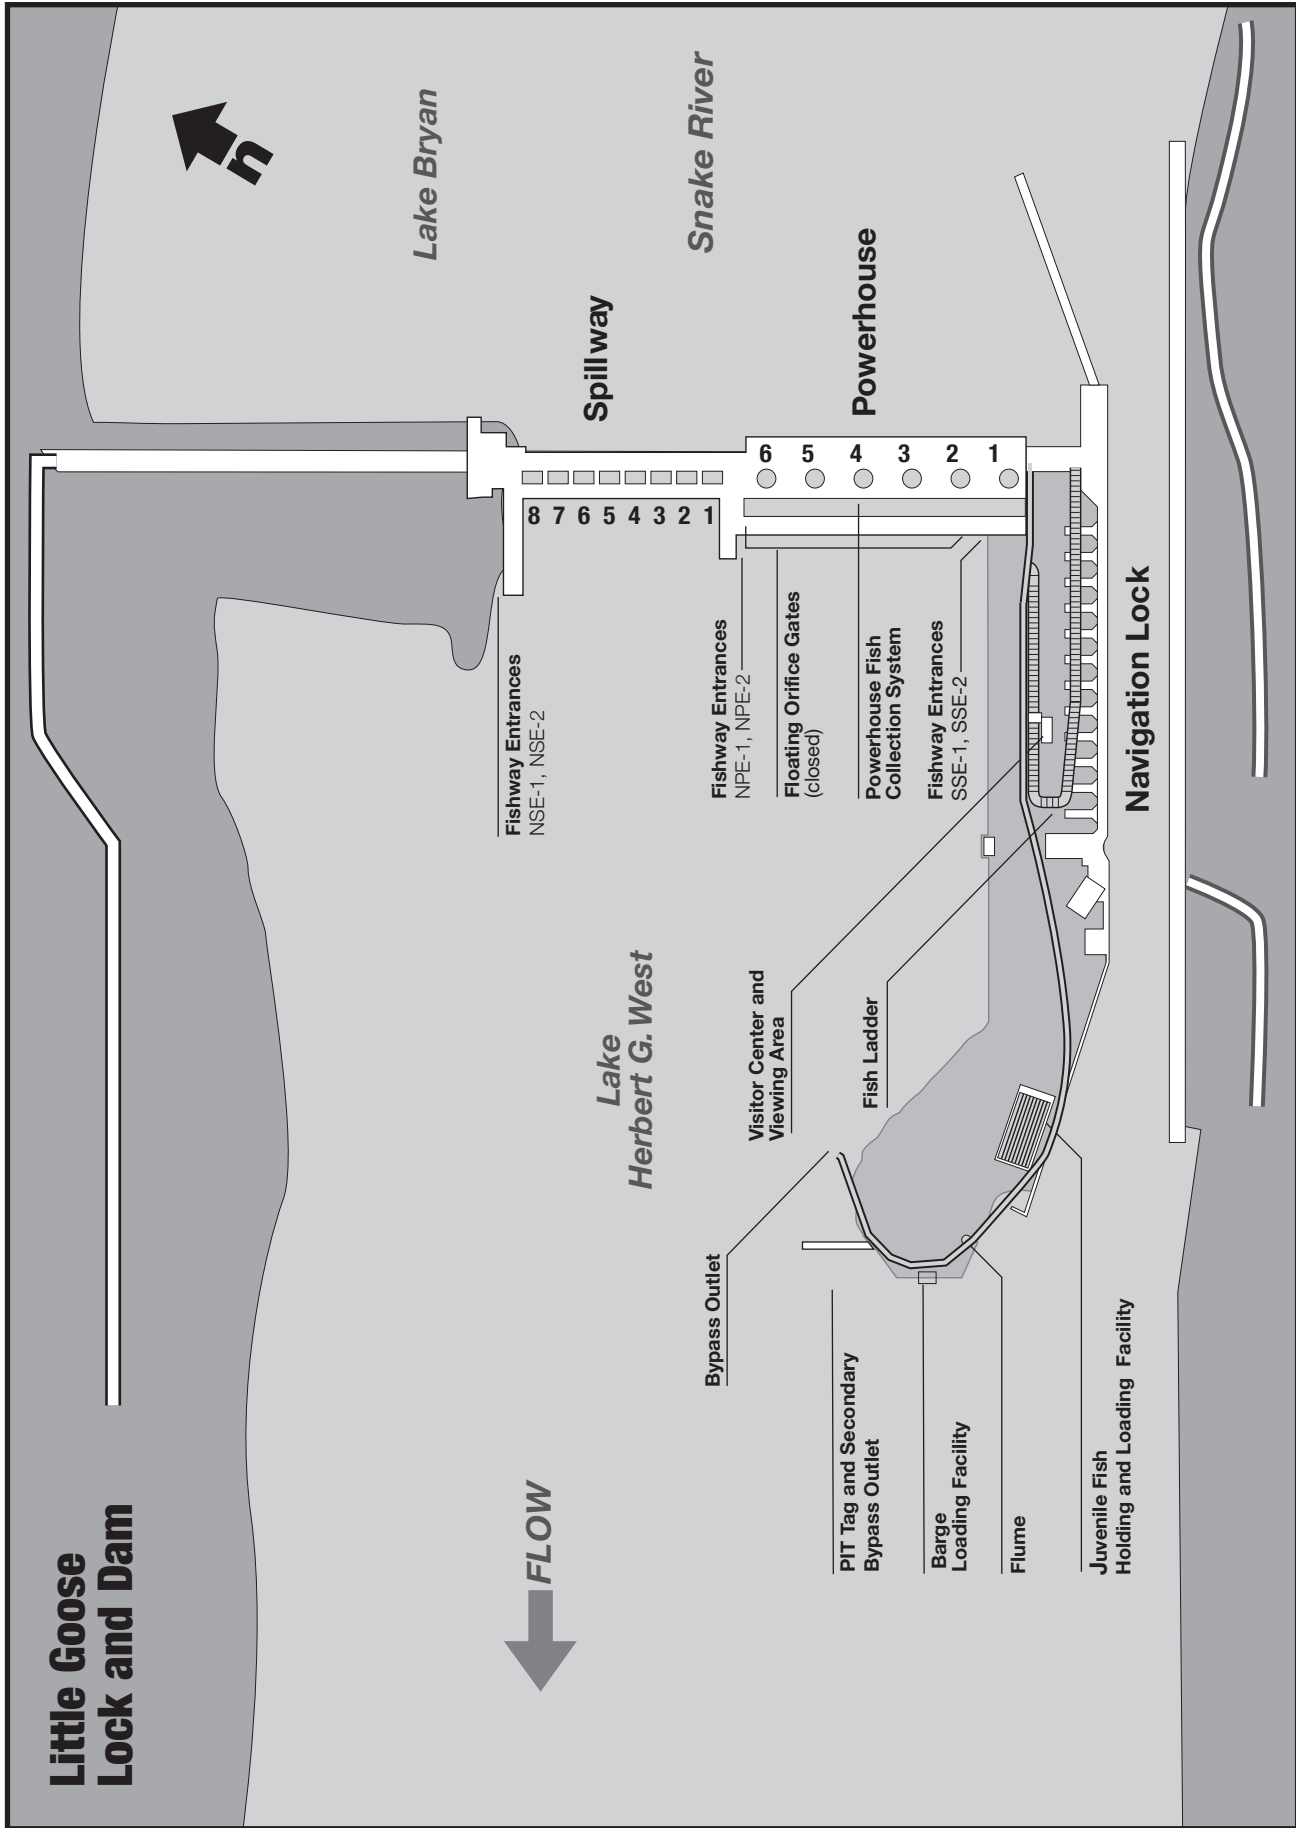 Little Goose
Lock and Dam
n
Lake Bryan
Snake River
Spillway
Powerhouse
8 7 6 5 4 3 2 1
6 5 4 3 2 1
Fishway Entrances
NSE-1, NSE-2
Fishway Entrances
NPE-1, NPE-2
Floating Orifice Gates
(closed)
Powerhouse Fish
Collection System
Fishway Entrances
SSE-1, SSE-2
Navigation Lock
Lake
Herbert G. West
Visitor Center and
Viewing Area
Fish Ladder
Bypass Outlet
FLOW
PIT Tag and Secondary
Bypass Outlet
Barge
Loading Facility
Flume
Juvenile Fish
Holding and Loading Facility